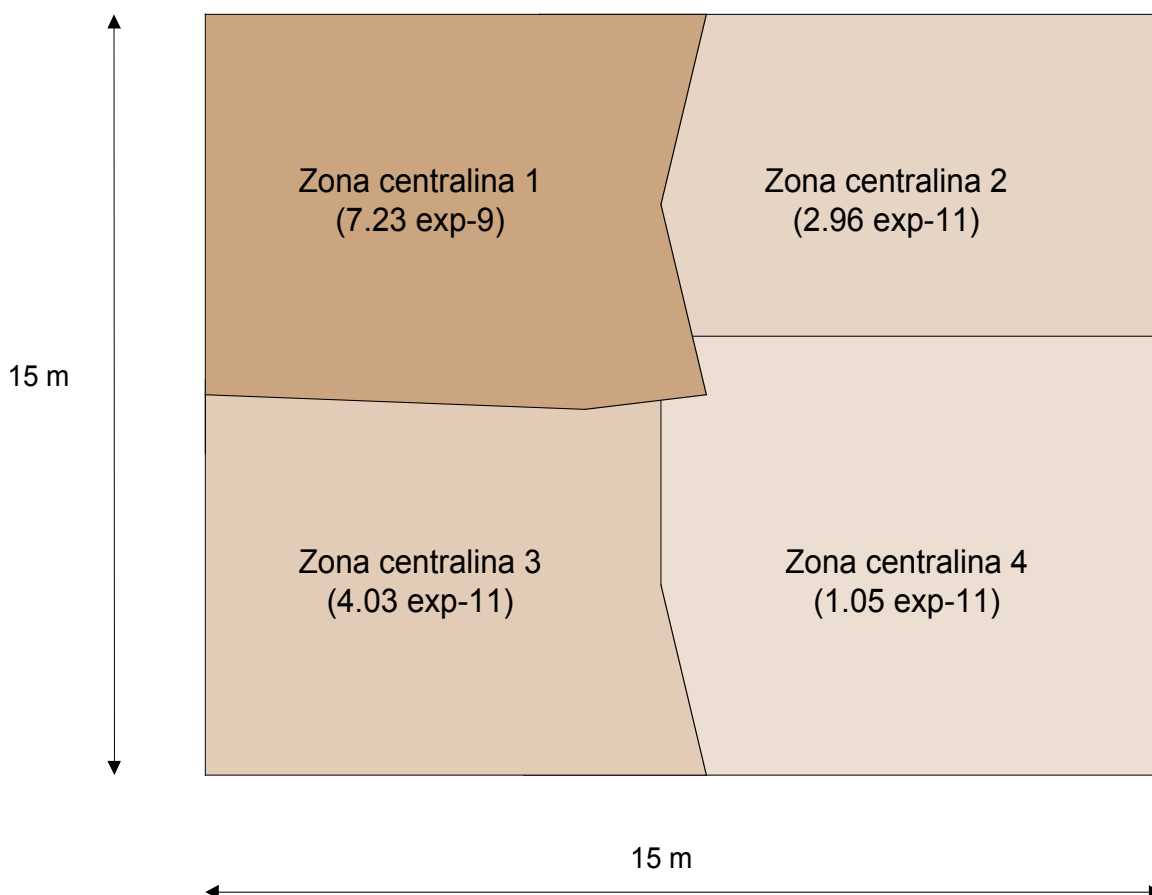 Zona centralina 1
(7.23 exp-9)
Zona centralina 2
(2.96 exp-11)
15 m
Zona centralina 3
(4.03 exp-11)
Zona centralina 4
(1.05 exp-11)
15 m